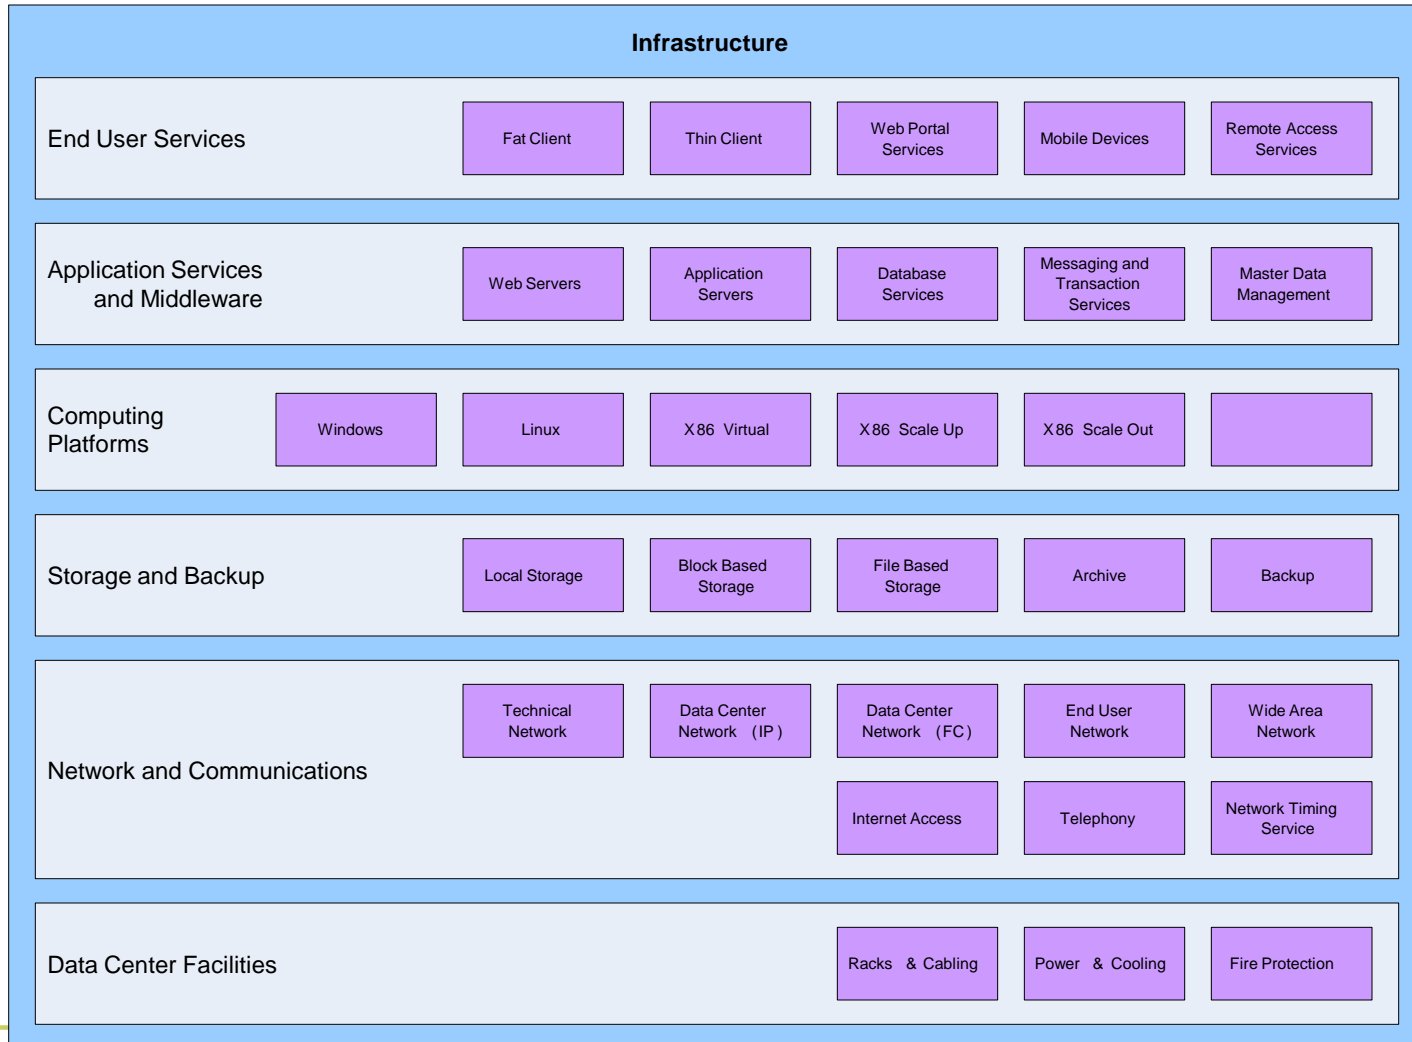 Infrastructure
End User Services
Fat Client
Thin Client
Web Portal
Services
Mobile Devices
Remote Access
Services
Application Services
and Middleware
Web Servers
Application
Servers
Database
Services
Messaging and
Transaction
Services
Master Data
Management
Computing
Platforms
Windows
Linux
X86 Virtual
X86 Scale Up
X86 Scale Out
Storage and Backup
Local Storage
Block Based
Storage
File Based
Storage
Archive
Backup
Network and Communications
Technical
Network
Data Center
Network (IP)
Data Center
Network (FC)
End User
Network
Wide Area
Network
Internet Access
Telephony
Network Timing
Service
Data Center Facilities
Racks & Cabling
Power & Cooling
Fire Protection